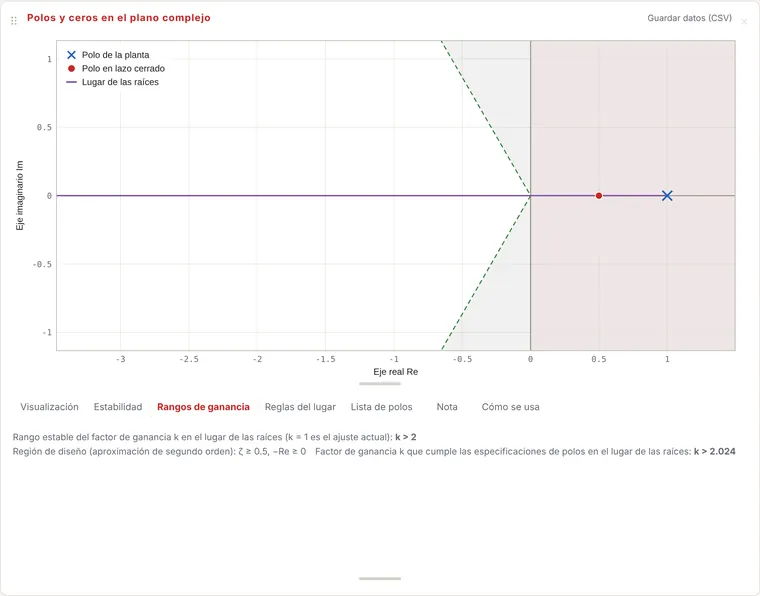 Polos y ceros en el plano complejo
Guardar datos (CSV)
Polo de la planta
Polo en lazo cerrado
Lugar de las raíces
Eje imaginario Im
1
0.5
0
-0.5
-1
-3 -2.5 -2 -1.5 -1 -0.5 0 0.5 1
Eje real Re
Visualización Estabilidad Rangos de ganancia Reglas del lugar Lista de polos Nota Cómo se usa
Rango estable del factor de ganancia k en el lugar de las raíces (k = 1 es el ajuste actual): k > 2
Región de diseño (aproximación de segundo orden): ζ ≥ 0.5, −Re ≥ 0 Factor de ganancia k que cumple las especificaciones de polos en el lugar de las raíces: k > 2.024